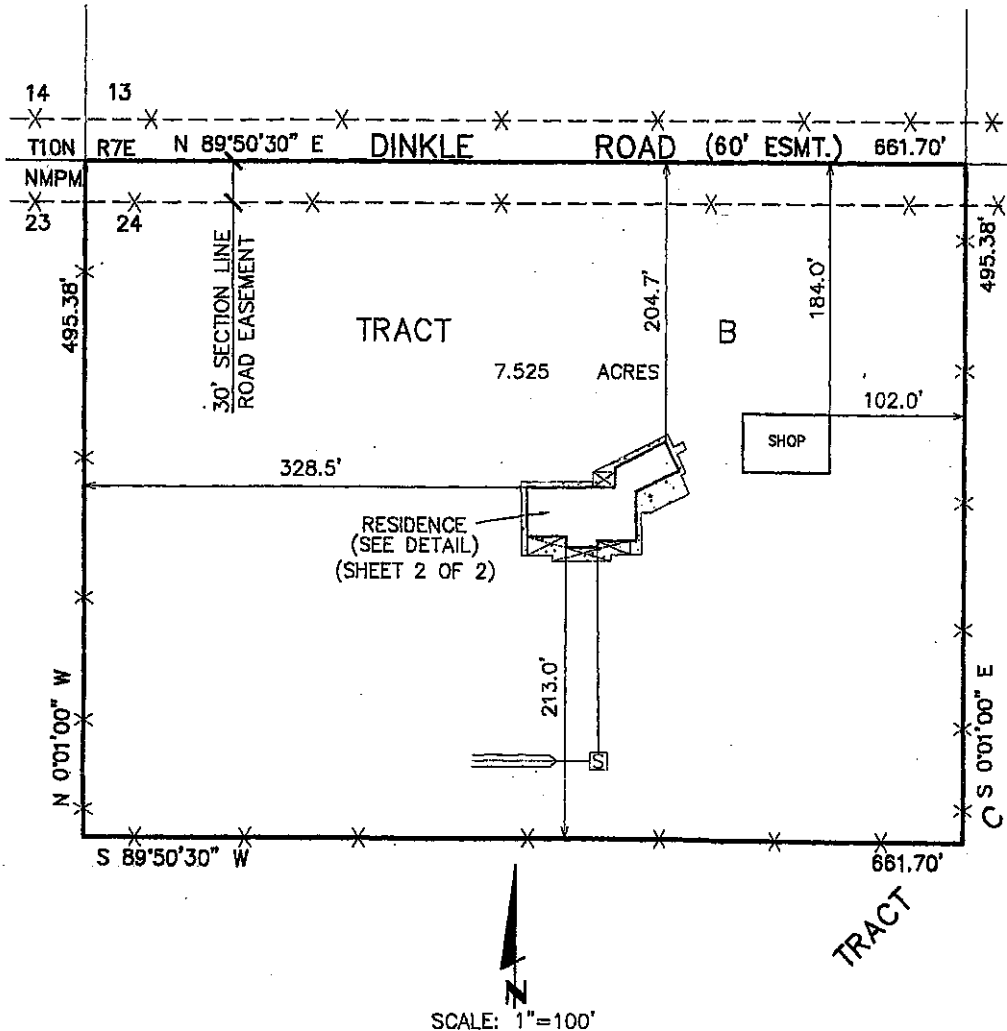 14 13
T10N R7E N 89°50'30" E DINKLE ROAD (60' ESMT.) 661.70'
NMPM
23 24
495.38'
30' SECTION LINE
ROAD EASEMENT
TRACT B
7.525 ACRES
204.7'
184.0'
495.38'
102.0'
SHOP
328.5'
RESIDENCE
(SEE DETAIL)
(SHEET 2 OF 2)
213.0'
S
N 0°01'00" W
S 0°01'00" E
S 89°50'30" W
661.70'
TRACT C
N
SCALE: 1"=100'